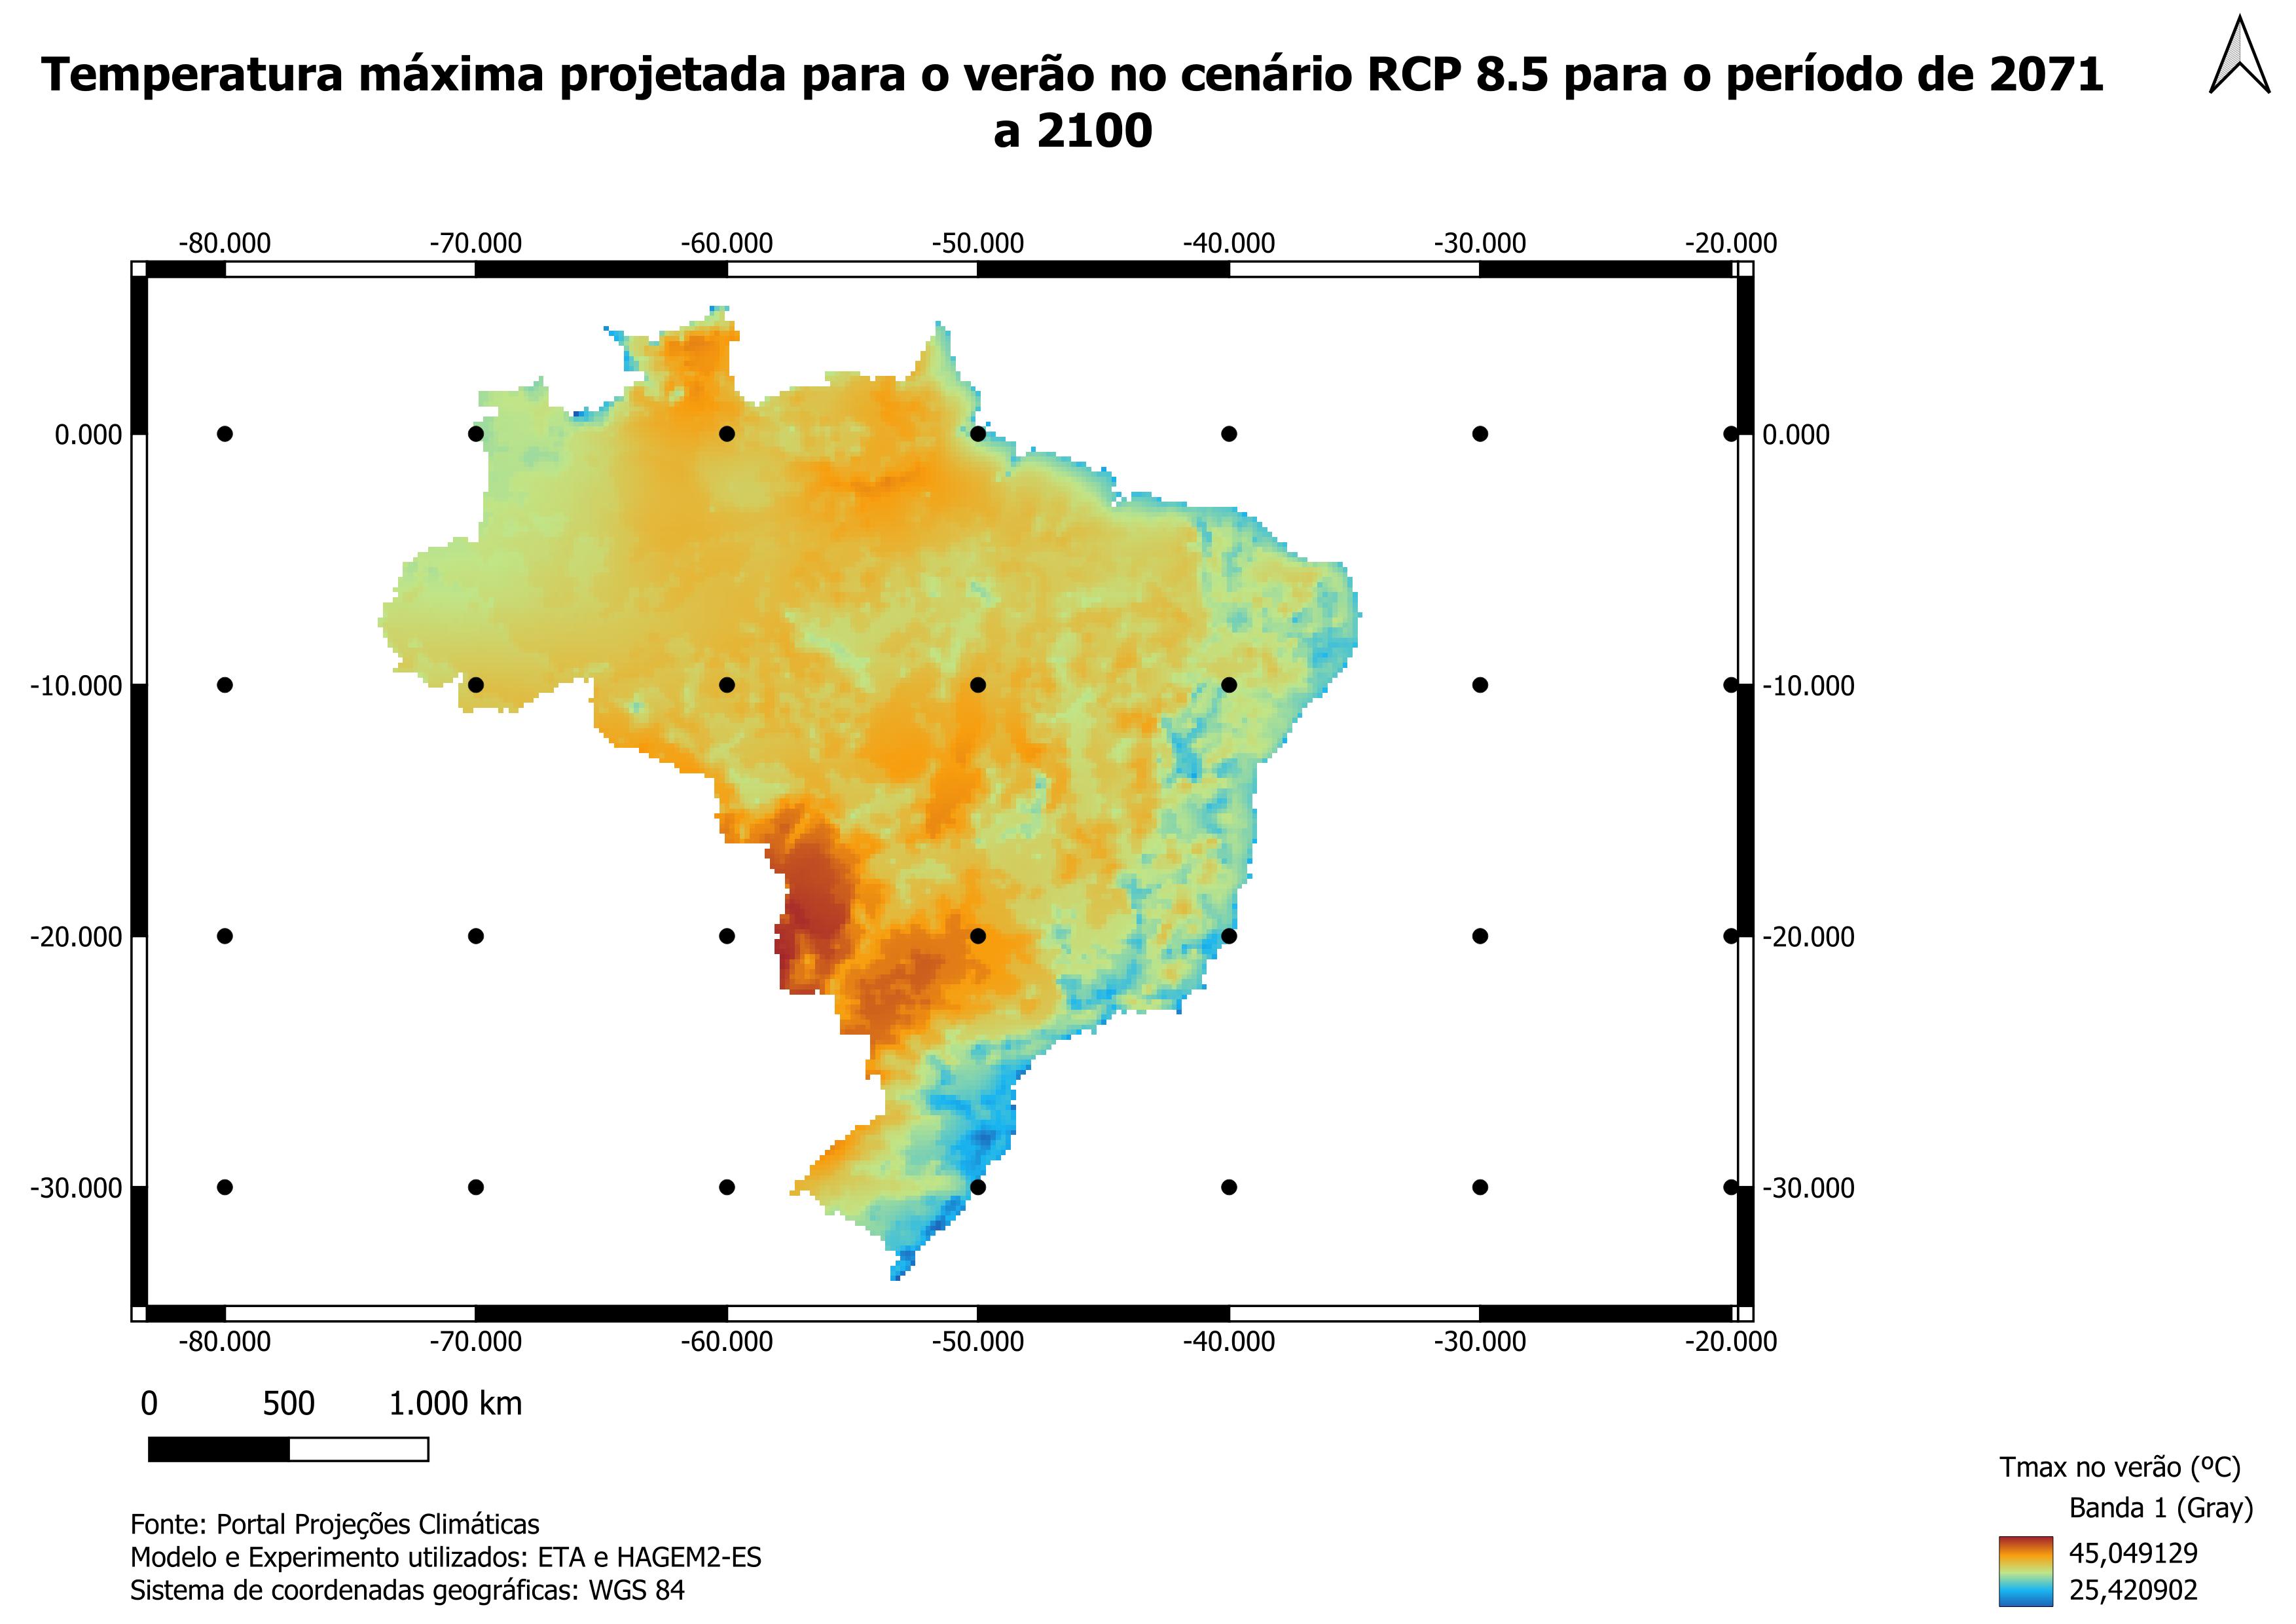 Temperatura máxima projetada para o verão no cenário RCP 8.5 para o período de 2071
a 2100
-80.000 -70.000 -60.000 -50.000 -40.000 -30.000 -20.000
0.000 0.000
-10.000 -10.000
-20.000 -20.000
-30.000 -30.000
-80.000 -70.000 -60.000 -50.000 -40.000 -30.000 -20.000
0 500 1.000 km
Tmax no verão (ºC)
Banda 1 (Gray)
45,049129
25,420902
Fonte: Portal Projeções Climáticas
Modelo e Experimento utilizados: ETA e HAGEM2-ES
Sistema de coordenadas geográficas: WGS 84